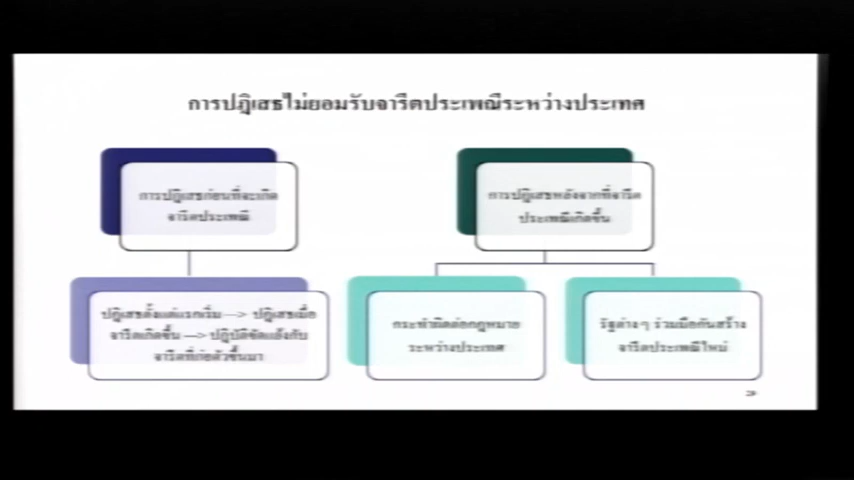 การปฏิเสธไม่ยอมรับจารีตประเพณีระหว่างประเทศ
การปฏิเสธก่อนที่จะเกิด
จารีตประเพณี
การปฏิเสธหลังจากที่จารีต
ประเพณีเกิดขึ้น
ปฏิเสธตั้งแต่แรกเริ่ม —> ปฏิเสธเมื่อ
จารีตเกิดขึ้น —> ปฏิบัติขัดแย้งกับ
จารีตที่ก่อตัวขึ้นมา
กระทำผิดต่อกฎหมาย
ระหว่างประเทศ
รัฐต่างๆ ร่วมมือกันสร้าง
จารีตประเพณีใหม่